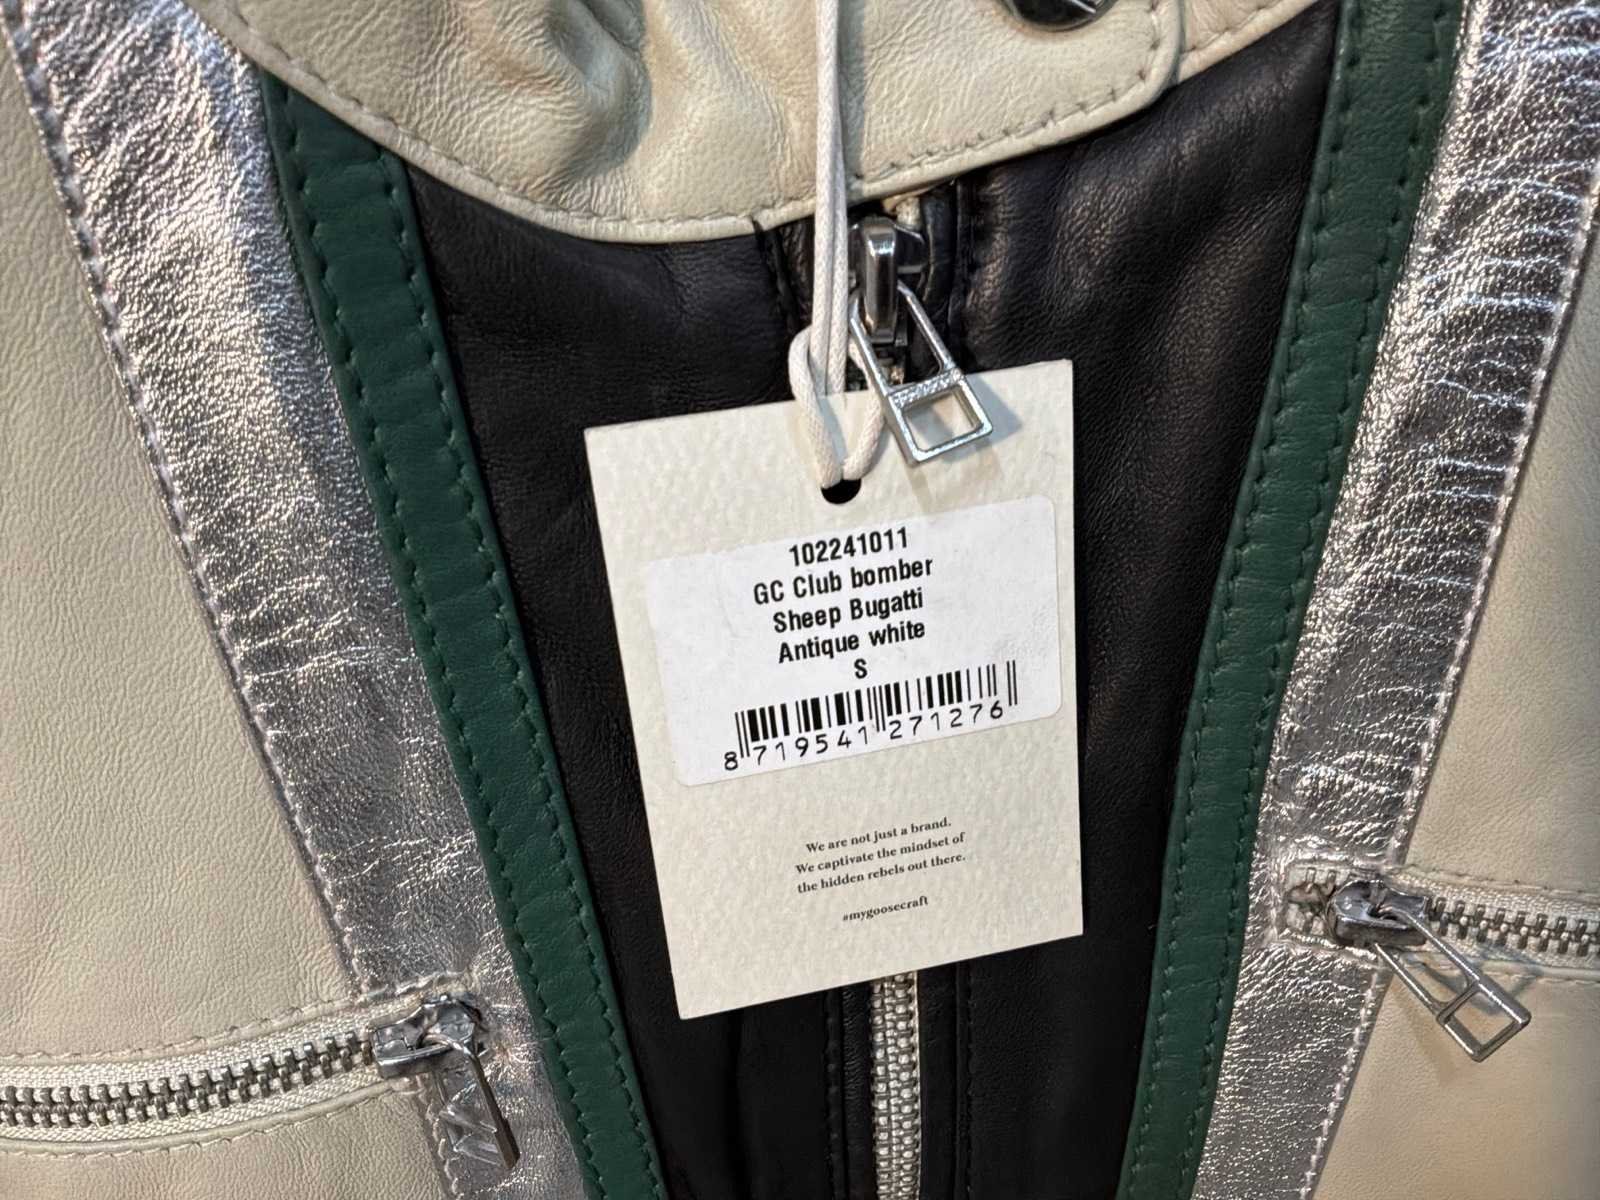 102241011
GC Club bomber
Sheep Bugatti
Antique white
S
8 719541 271276
We are not just a brand.
We captivate the mindset of
the hidden rebels out there.
#mygoosecraft